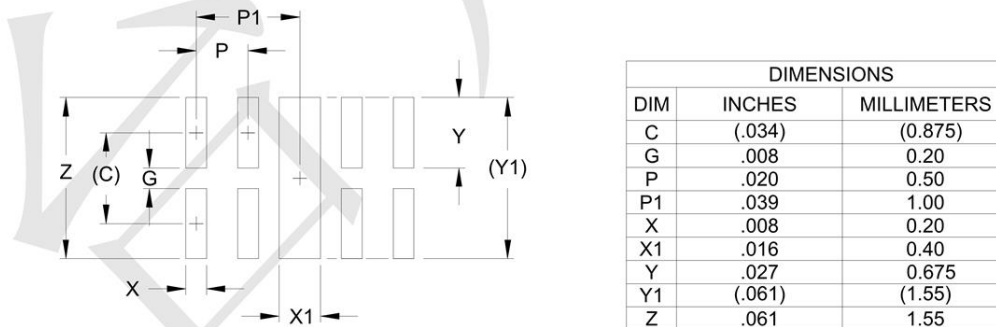 P1
P
Z
(C)
G
Y
(Y1)
X
X1
DIMENSIONS
DIM INCHES MILLIMETERS
C (.034) (0.875)
G .008 0.20
P .020 0.50
P1 .039 1.00
X .008 0.20
X1 .016 0.40
Y .027 0.675
Y1 (.061) (1.55)
Z .061 1.55